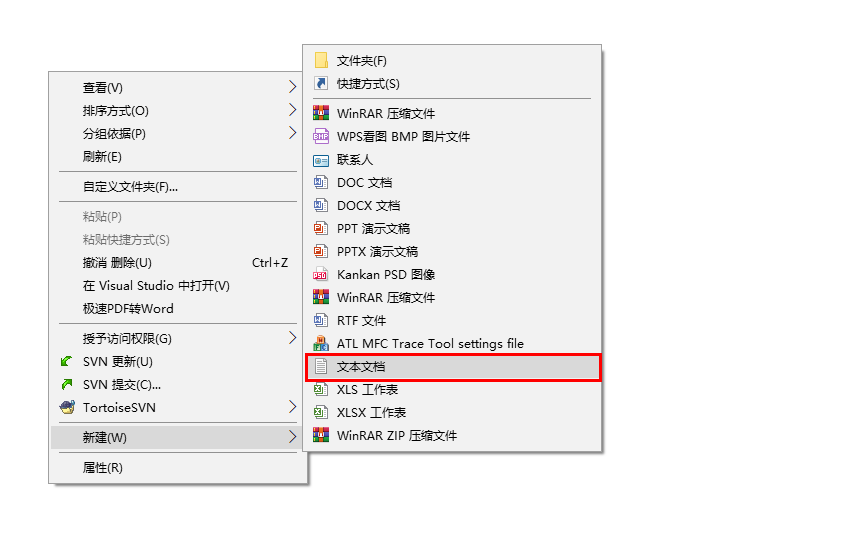 查看(V)
排序方式(O)
分组依据(P)
刷新(E)
自定义文件夹(F)...
粘贴(P)
粘贴快捷方式(S)
撤消 删除(U) Ctrl+Z
在 Visual Studio 中打开(V)
极速PDF转Word
授予访问权限(G)
SVN 更新(U)
SVN 提交(C)...
TortoiseSVN
新建(W)
属性(R)
文件夹(F)
快捷方式(S)
WinRAR 压缩文件
WPS看图 BMP 图片文件
联系人
DOC 文档
DOCX 文档
PPT 演示文稿
PPTX 演示文稿
Kankan PSD 图像
WinRAR 压缩文件
RTF 文件
ATL MFC Trace Tool settings file
文本文档
XLS 工作表
XLSX 工作表
WinRAR ZIP 压缩文件